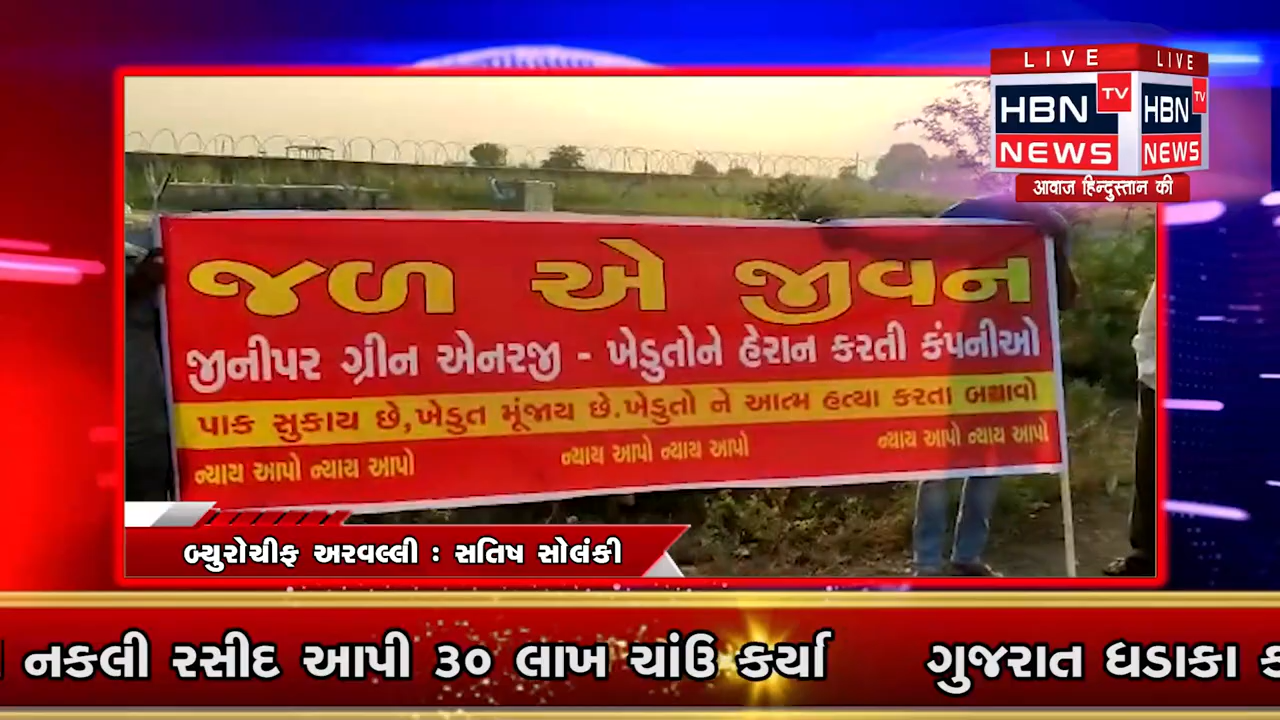 LIVE
LIVE
HBN TV
HBN TV
NEWS
NEWS
आवाज़ हिन्दुस्तान की
જળ એ જીવન
જીનીપર ગ્રીન એનરજી - ખેડુતોને હેરાન કરતી કંપનીઓ
પાક સુકાય છે,ખેડુત મૂંજાય છે.ખેડુતો ને આત્મ હત્યા કરતા બચાવો
ન્યાય આપો ન્યાય આપો ન્યાય આપો ન્યાય આપો ન્યાય આપો ન્યાય આપો
બ્યુરોચીફ અરવલ્લી : સતિષ સોલંકી
નકલી રસીદ આપી ૩૦ લાખ ચાંઉ કર્યા ગુજરાત ધડાકા